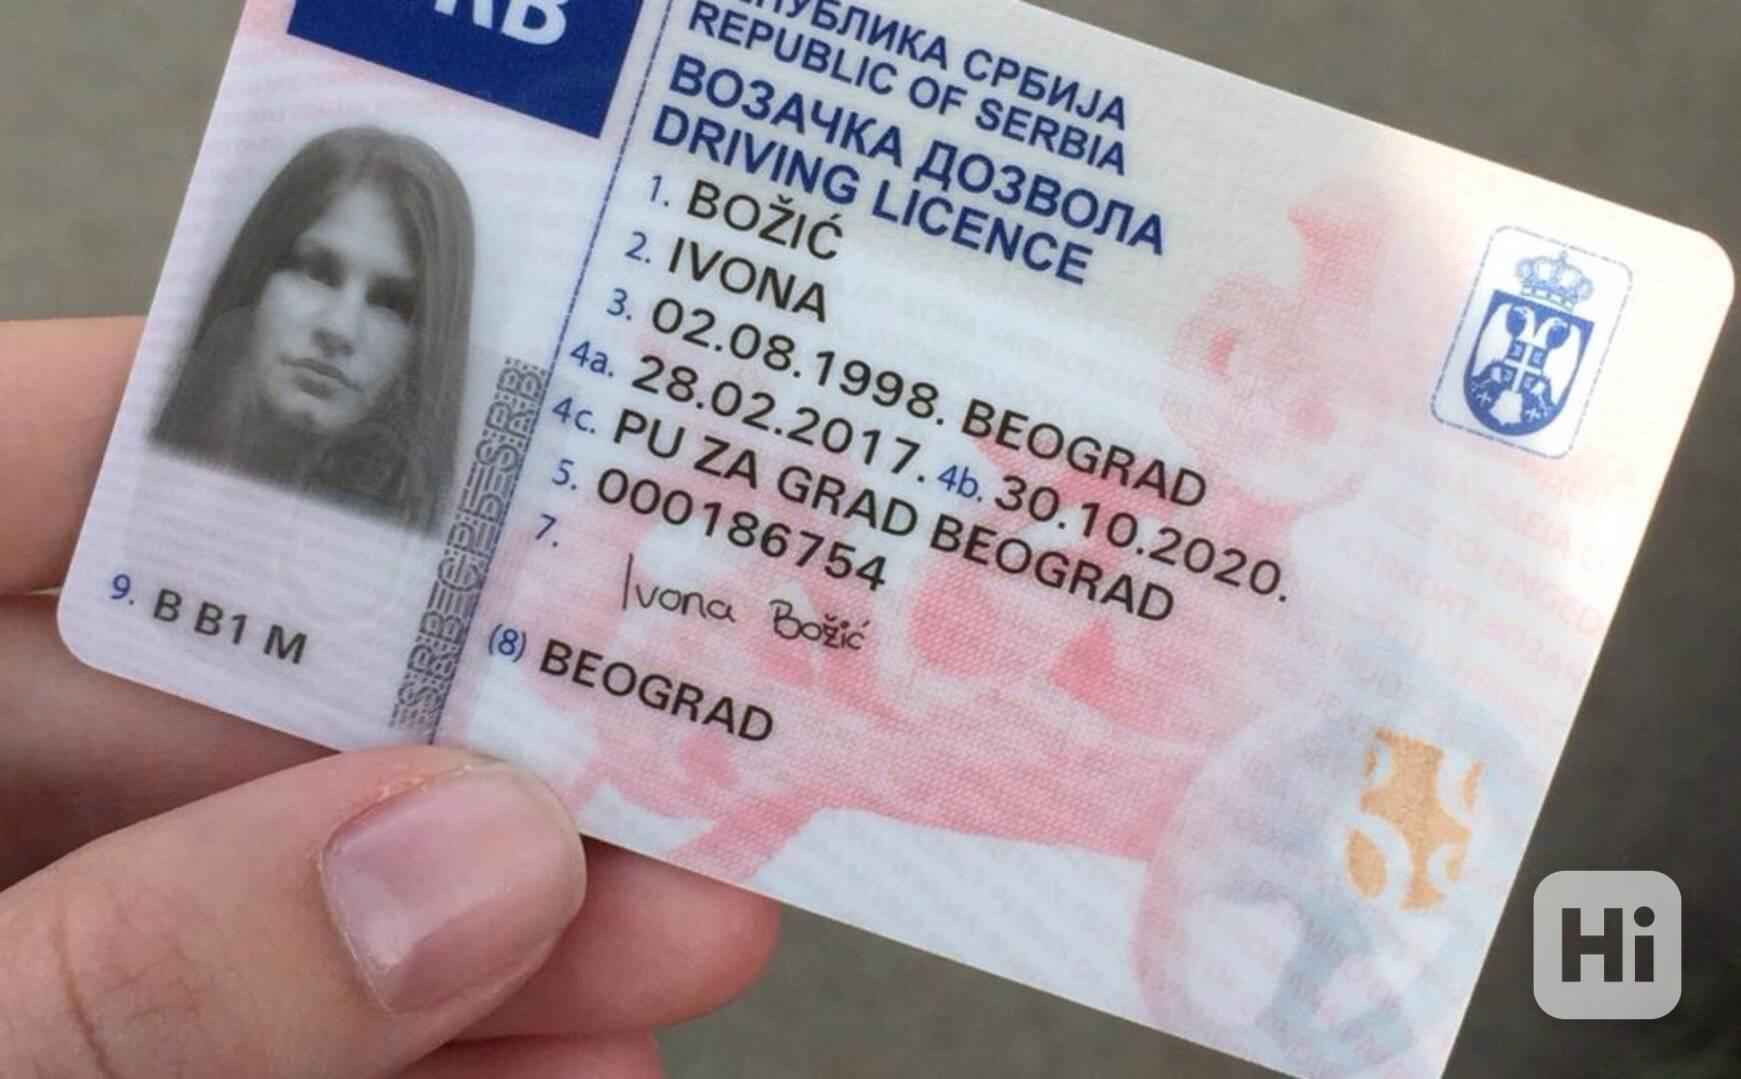 РЕПУБЛИКА СРБИЈА
REPUBLIC OF SERBIA
ВОЗАЧКА ДОЗВОЛА
DRIVING LICENCE
1. BOŽIĆ
2. IVONA
3. 02.08.1998. BEOGRAD
4a. 28.02.2017. 4b. 30.10.2020.
4c. PU ZA GRAD BEOGRAD
5. 000186754
7. Ivona Božić
(8) BEOGRAD
9. B B1 M
Hi